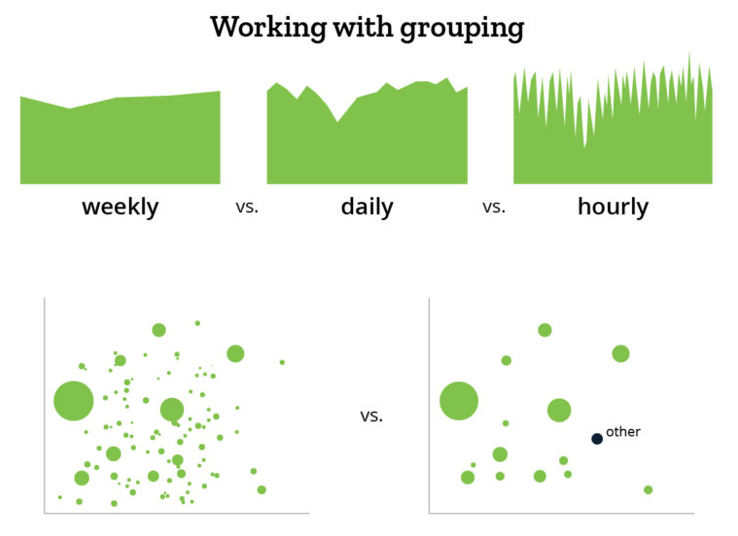 Working with grouping
weekly vs. daily vs. hourly
vs.
other